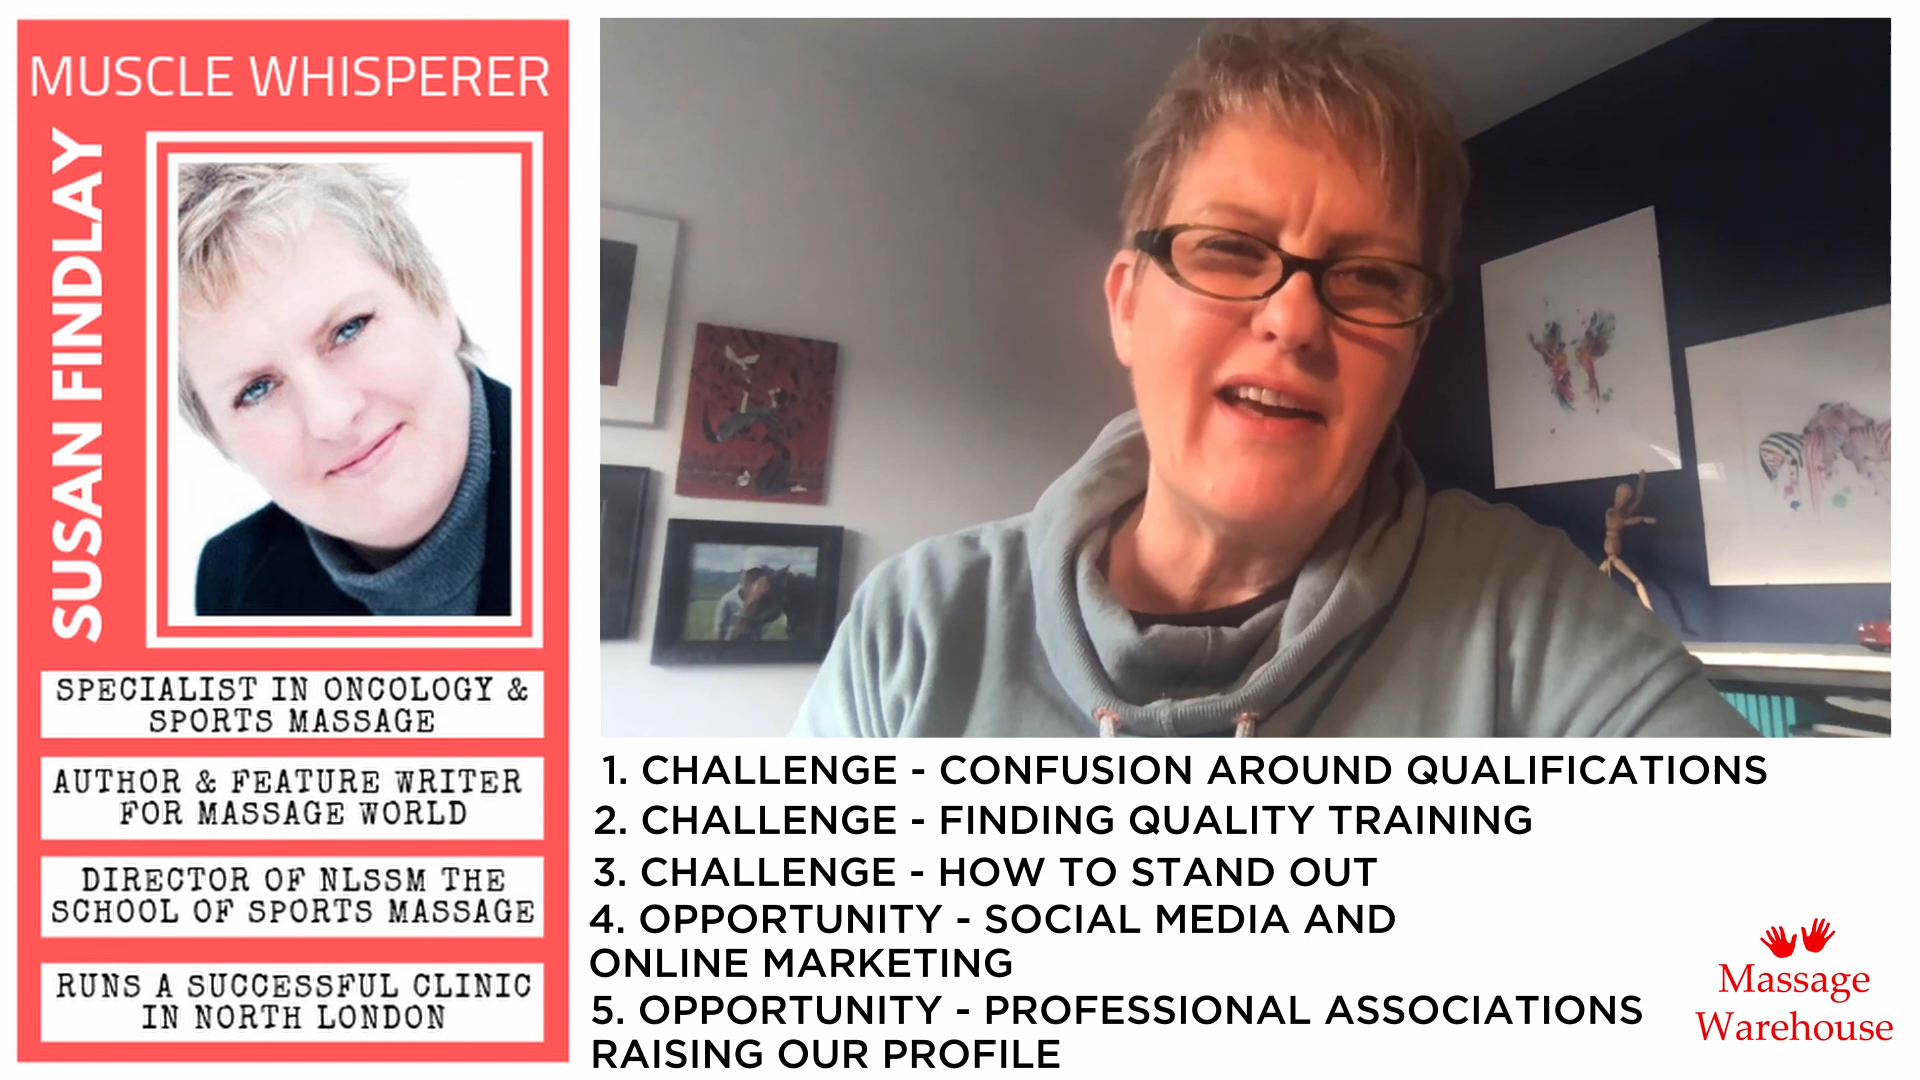 MUSCLE WHISPERER
SUSAN FINDLAY
SPECIALIST IN ONCOLOGY &
SPORTS MASSAGE
AUTHOR & FEATURE WRITER
FOR MASSAGE WORLD
DIRECTOR OF NLSSM THE
SCHOOL OF SPORTS MASSAGE
RUNS A SUCCESSFUL CLINIC
IN NORTH LONDON
1. CHALLENGE - CONFUSION AROUND QUALIFICATIONS
2. CHALLENGE - FINDING QUALITY TRAINING
3. CHALLENGE - HOW TO STAND OUT
4. OPPORTUNITY - SOCIAL MEDIA AND
ONLINE MARKETING
5. OPPORTUNITY - PROFESSIONAL ASSOCIATIONS
RAISING OUR PROFILE
Massage
Warehouse